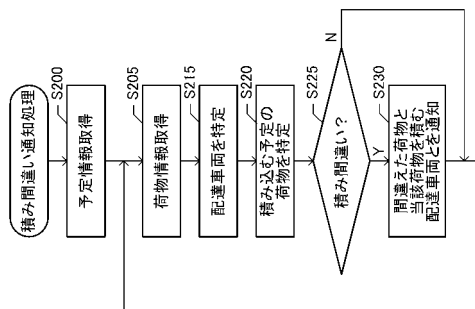 積み間違い通知処理
S200
予定情報取得
S205
荷物情報取得
S215
配達車両を特定
S220
積み込む予定の
荷物を特定
S225
積み間違い？
N
Y
S230
間違えた荷物と
当該荷物を積む
配達車両とを通知